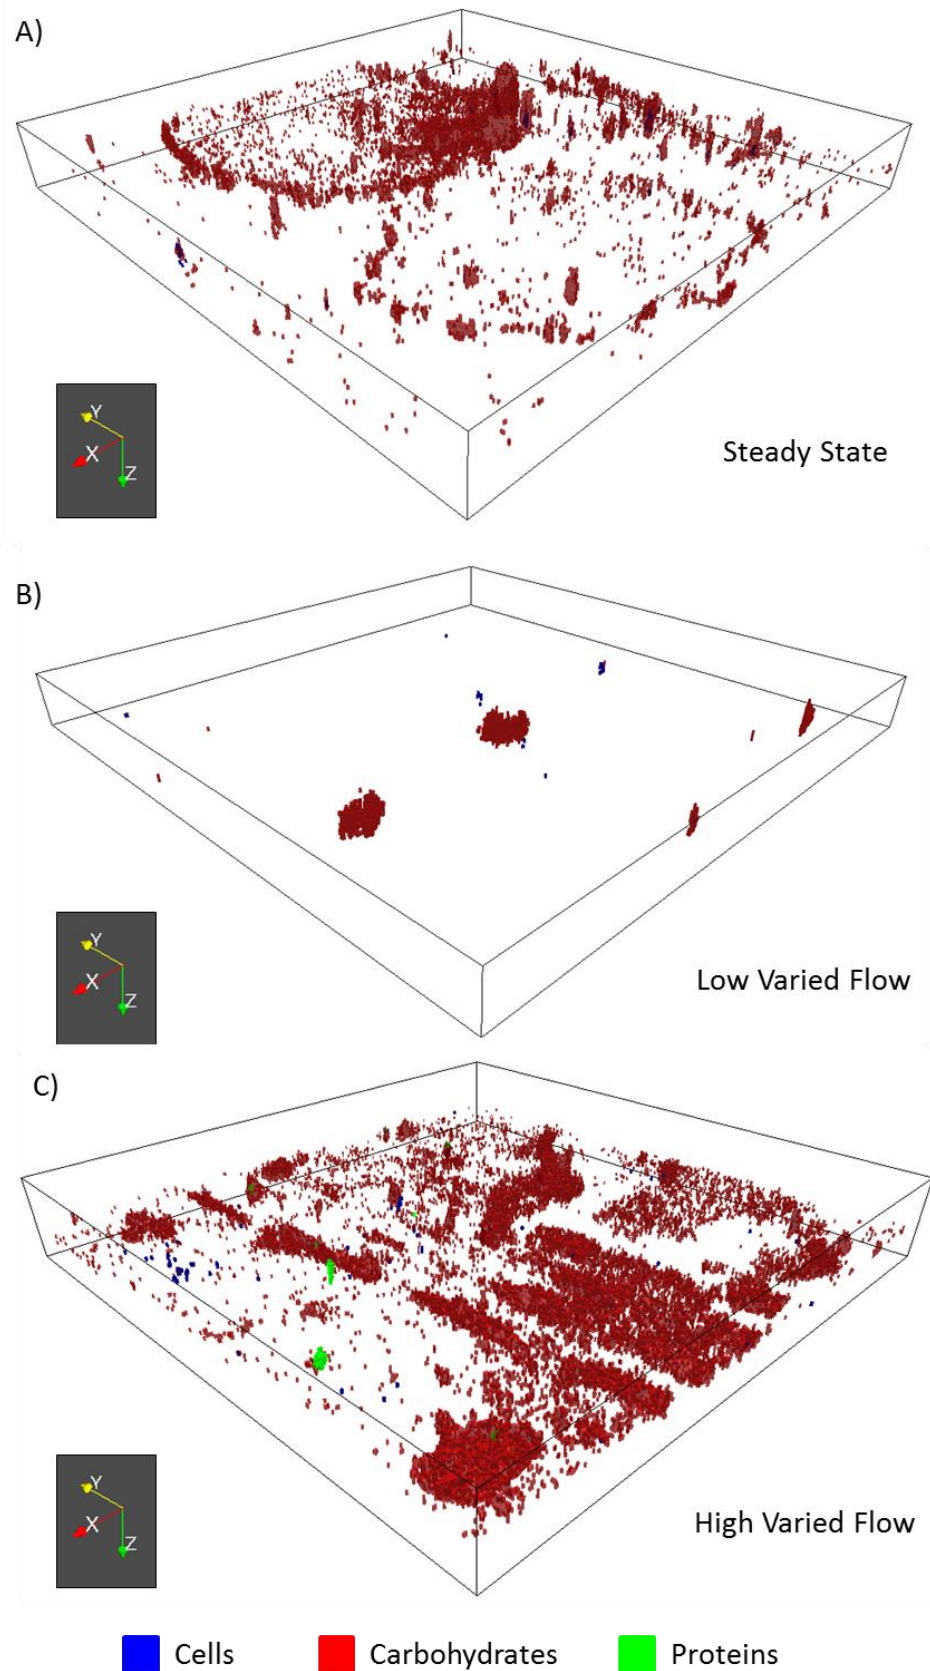 A)
Y
X
Z
Steady State
B)
Y
X
Z
Low Varied Flow
C)
Y
X
Z
High Varied Flow
Cells Carbohydrates Proteins